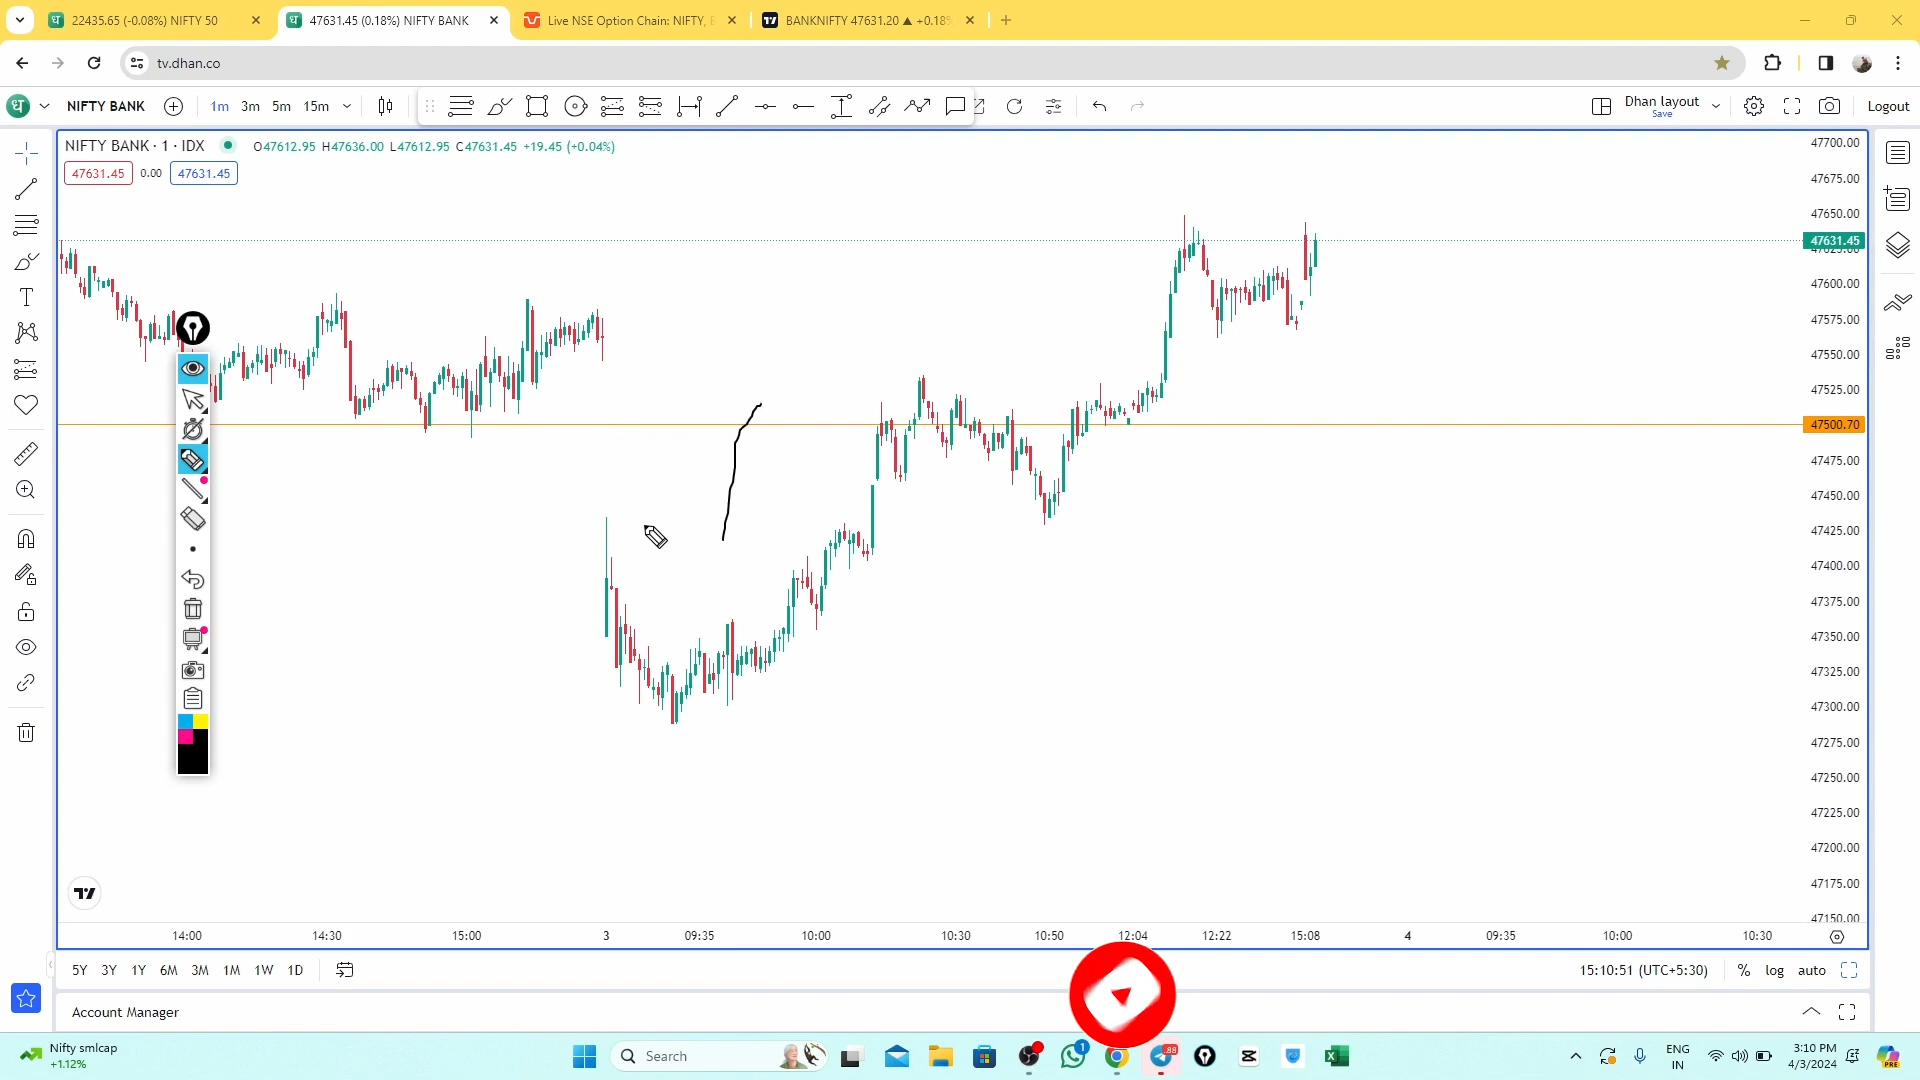 22435.65 (-0.08%) NIFTY 50
47631.45 (0.18%) NIFTY BANK
Live NSE Option Chain: NIFTY,
BANKNIFTY 47631.20 ▲ +0.18%
tv.dhan.co
ध
NIFTY BANK
1m 3m 5m 15m
Dhan layout
Save
Logout
NIFTY BANK · 1 · IDX
O47612.95 H47636.00 L47612.95 C47631.45 +19.45 (+0.04%)
47631.45 0.00 47631.45
47700.00
47675.00
47650.00
47631.45
47600.00
47575.00
47550.00
47525.00
47500.70
47475.00
47450.00
47425.00
47400.00
47375.00
47350.00
47325.00
47300.00
47275.00
47250.00
47225.00
47200.00
47175.00
47150.00
14:00 14:30 15:00 3 09:35 10:00 10:30 10:50 12:04 12:22 15:08 4 09:35 10:00 10:30
5Y 3Y 1Y 6M 3M 1M 1W 1D
15:10:51 (UTC+5:30) % log auto
Account Manager
Nifty smlcap
+1.12%
Search
1
88
ENG
IN
3:10 PM
4/3/2024
PRE